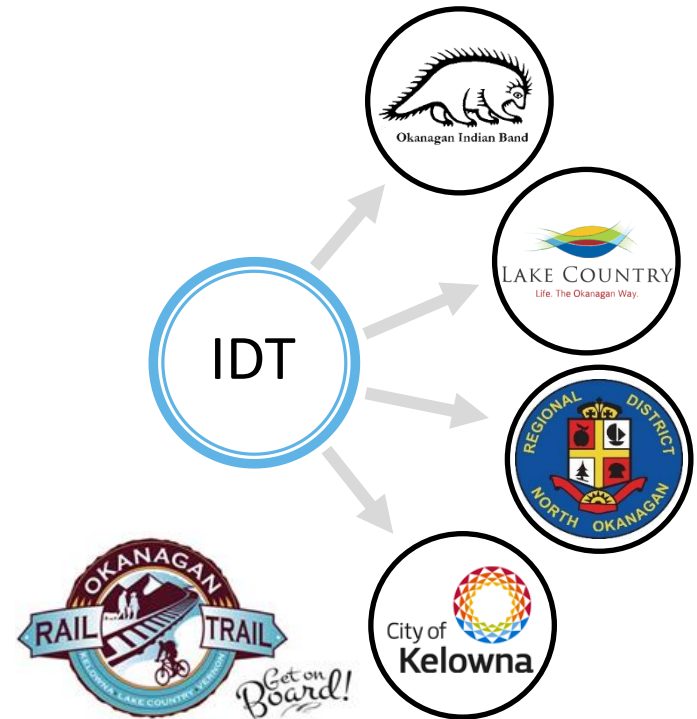 Okanagan Indian Band
LAKE COUNTRY
Life. The Okanagan Way.
IDT
REGIONAL DISTRICT
NORTH OKANAGAN
OKANAGAN
RAIL TRAIL
KELOWNA LAKE COUNTRY VERNON
Get on
Board!
City of
Kelowna